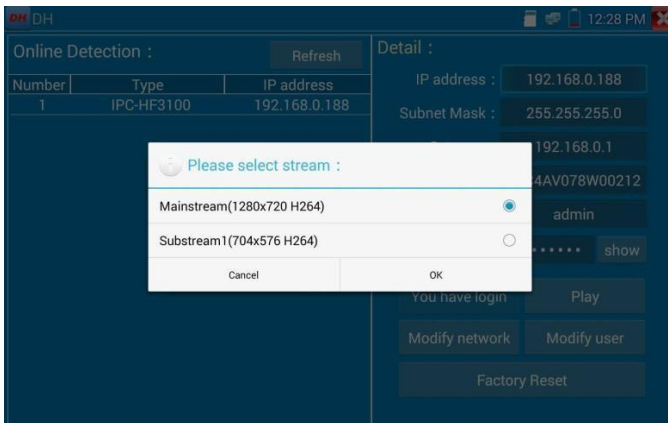 DH DH
12:28 PM
Online Detection :
Refresh
Number Type IP address
1 IPC-HF3100 192.168.0.188
Detail :
IP address : 192.168.0.188
Subnet Mask : 255.255.255.0
192.168.0.1
4AV078W00212
admin
show
You have login Play
Modify network Modify user
Factory Reset
Please select stream :
Mainstream(1280x720 H264)
Substream1(704x576 H264)
Cancel OK